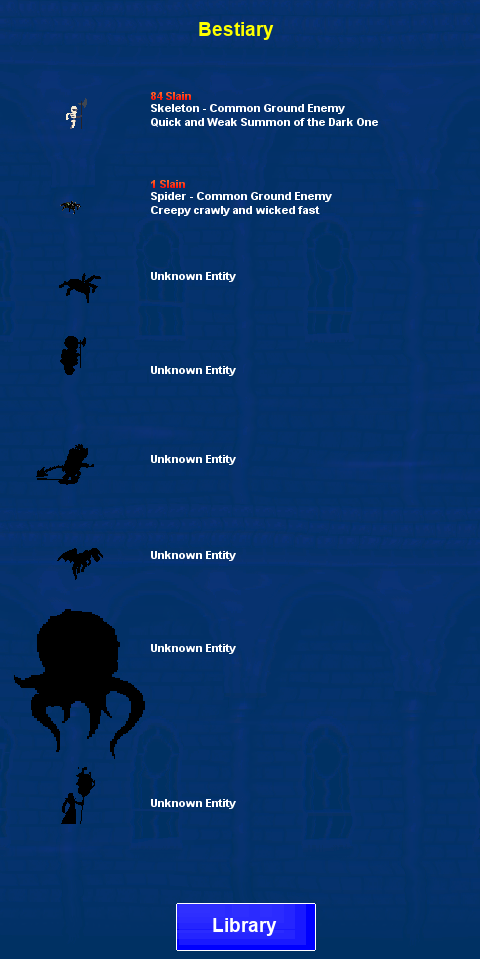 Bestiary
84 Slain
Skeleton - Common Ground Enemy
Quick and Weak Summon of the Dark One
1 Slain
Spider - Common Ground Enemy
Creepy crawly and wicked fast
Unknown Entity
Unknown Entity
Unknown Entity
Unknown Entity
Unknown Entity
Unknown Entity
Library